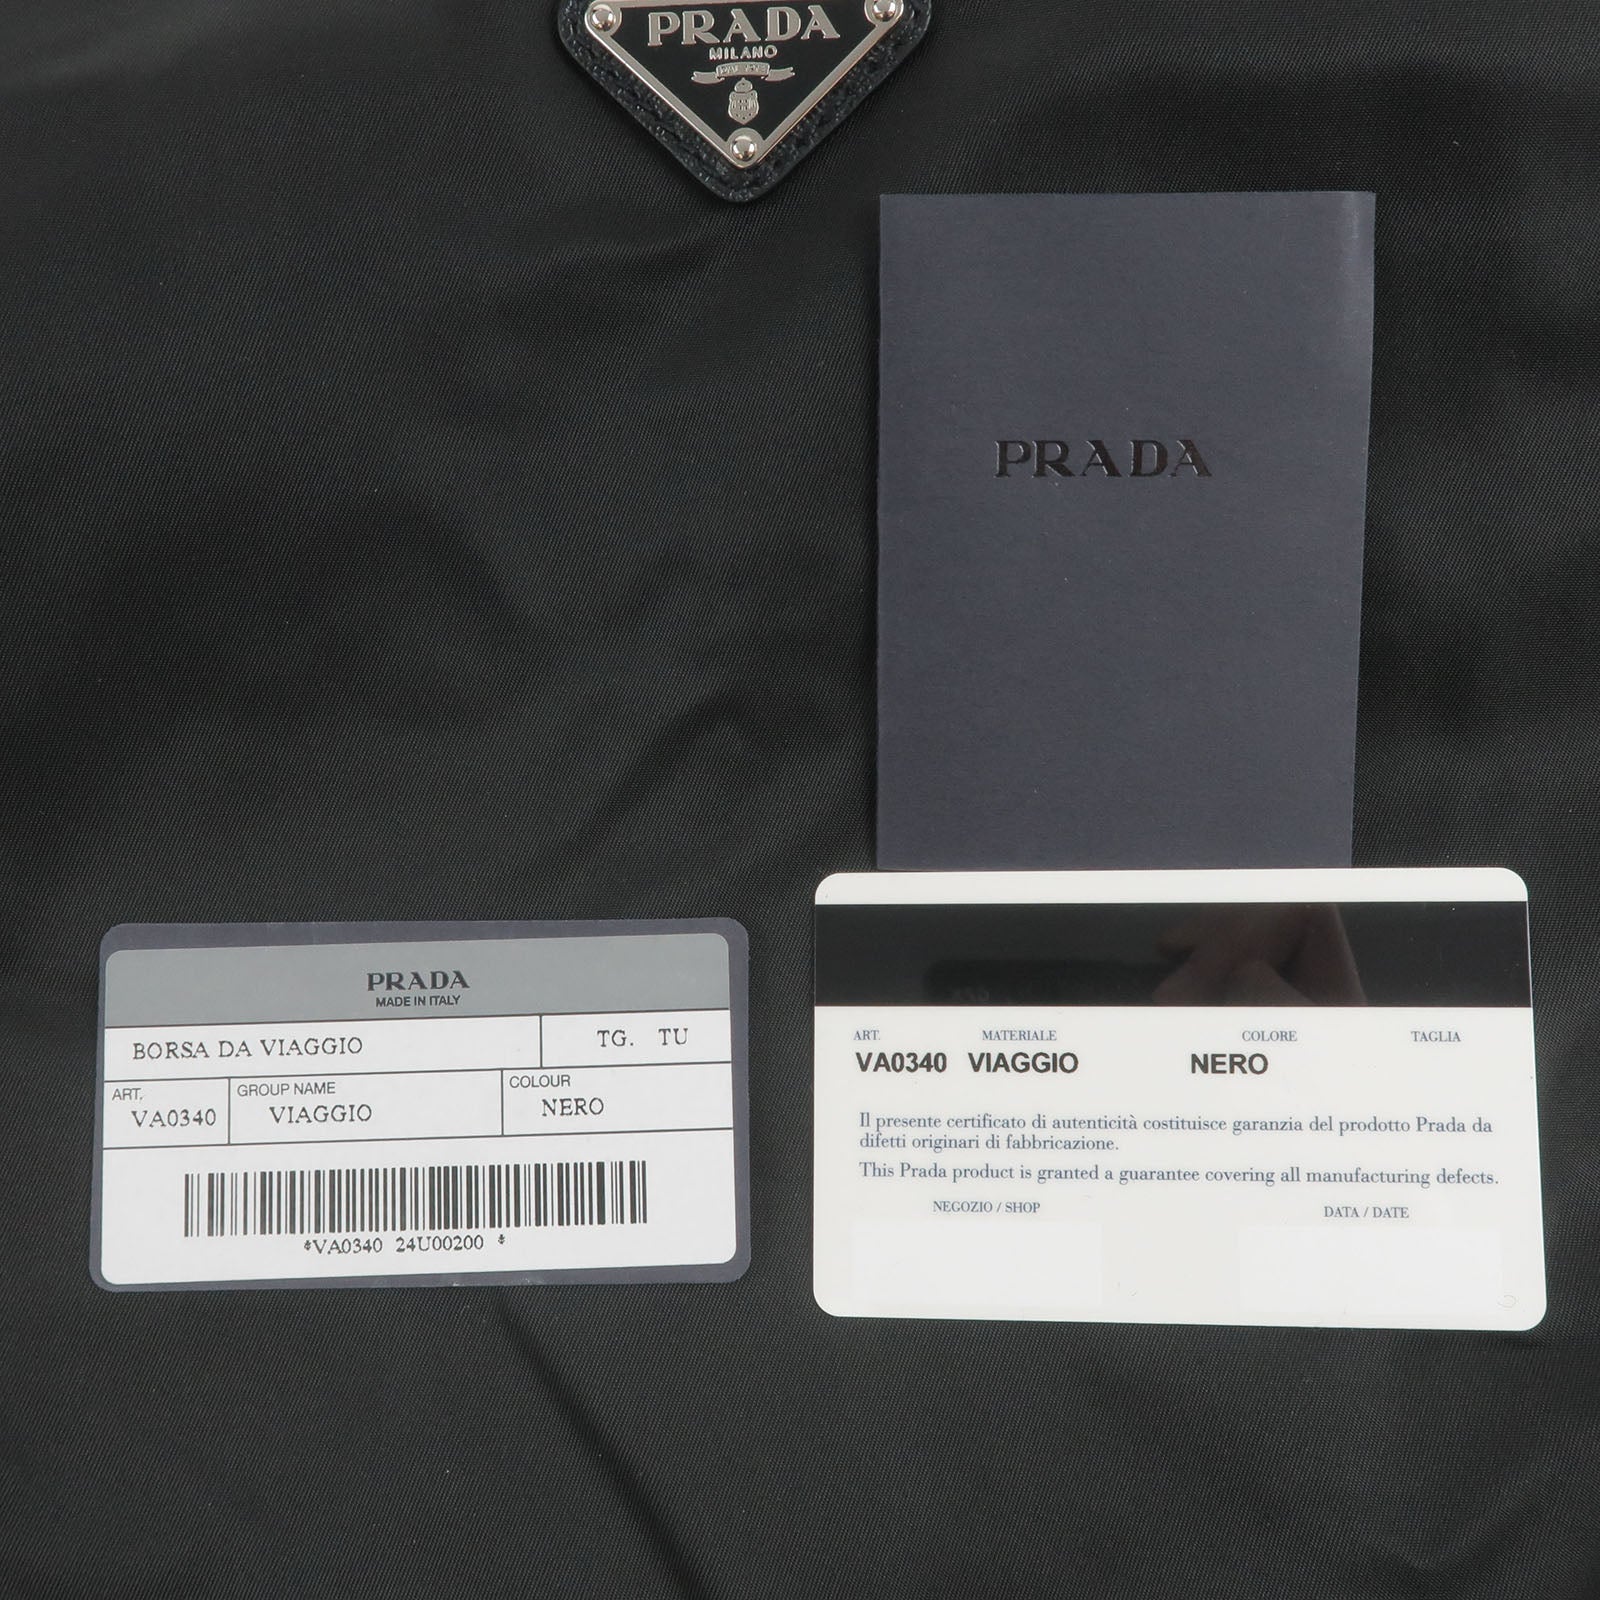 PRADA
MILANO
PRADA
PRADA
MADE IN ITALY
BORSA DA VIAGGIO
TG. TU
ART.
VA0340
GROUP NAME
VIAGGIO
COLOUR
NERO
*VA0340 24U00200 *
ART. MATERIALE COLORE TAGLIA
VA0340 VIAGGIO NERO
Il presente certificato di autenticità costituisce garanzia del prodotto Prada da
difetti originari di fabbricazione.
This Prada product is granted a guarantee covering all manufacturing defects.
NEGOZIO / SHOP DATA / DATE